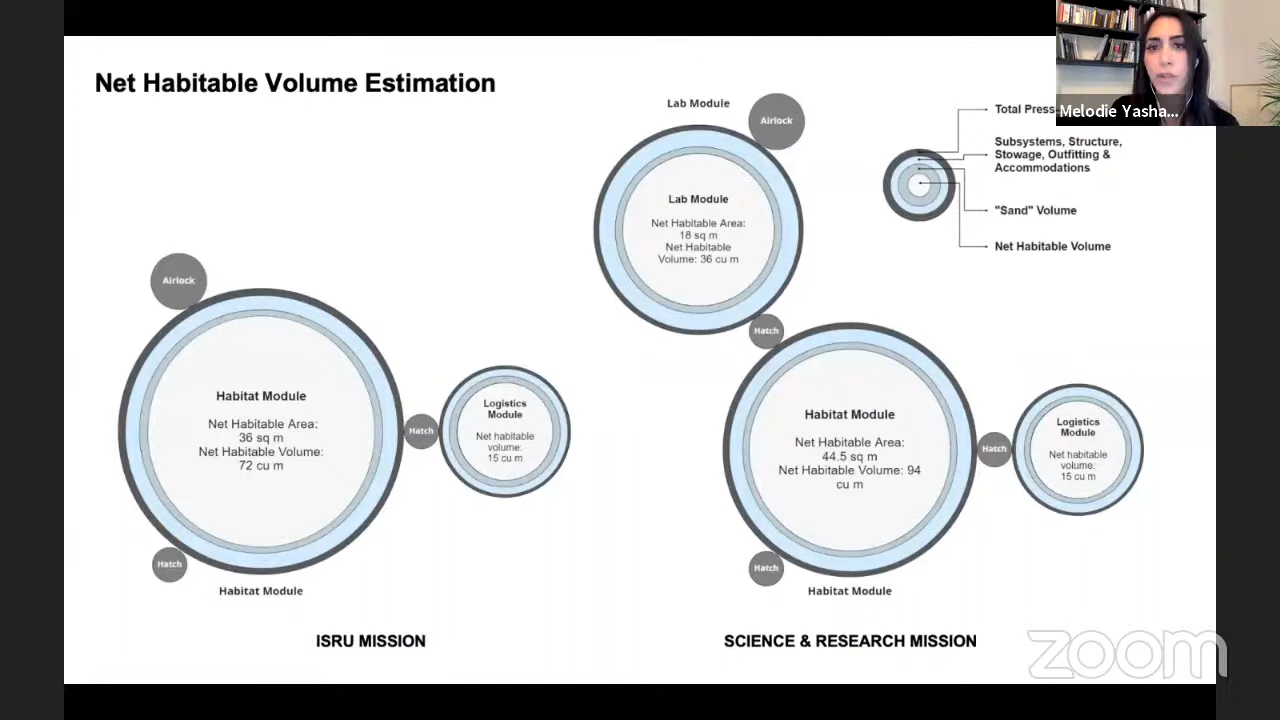 Net Habitable Volume Estimation
Melodie Yasha...
Lab Module
Airlock
Total Press
Subsystems, Structure,
Stowage, Outfitting &
Accommodations
"Sand" Volume
Net Habitable Volume
Lab Module
Net Habitable Area:
18 sq m
Net Habitable
Volume: 36 cu m
Hatch
Airlock
Habitat Module
Net Habitable Area:
36 sq m
Net Habitable Volume:
72 cu m
Hatch
Logistics
Module
Net habitable
volume:
15 cu m
Hatch
Habitat Module
Habitat Module
Net Habitable Area:
44.5 sq m
Net Habitable Volume: 94
cu m
Hatch
Logistics
Module
Net habitable
volume:
15 cu m
Hatch
Habitat Module
ISRU MISSION
SCIENCE & RESEARCH MISSION
zoom